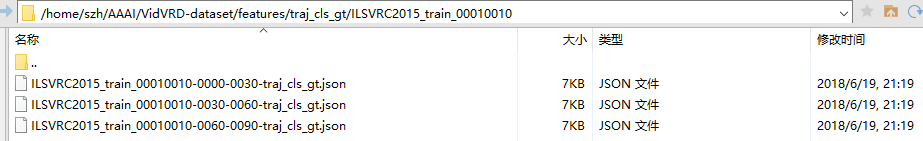 /home/szh/AAAI/VidVRD-dataset/features/traj_cls_gt/ILSVRC2015_train_00010010
名称 大小 类型 修改时间
..
ILSVRC2015_train_00010010-0000-0030-traj_cls_gt.json 7KB JSON 文件 2018/6/19, 21:19
ILSVRC2015_train_00010010-0030-0060-traj_cls_gt.json 7KB JSON 文件 2018/6/19, 21:19
ILSVRC2015_train_00010010-0060-0090-traj_cls_gt.json 7KB JSON 文件 2018/6/19, 21:19